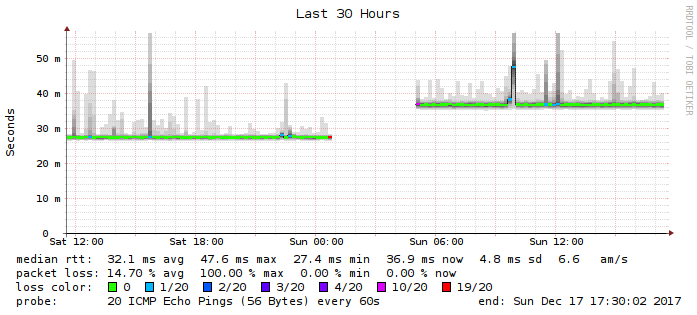 Last 30 Hours
RRDTOOL / TOBI OETIKER
Seconds
50 m
40 m
30 m
20 m
10 m
0
Sat 12:00 Sat 18:00 Sun 00:00 Sun 06:00 Sun 12:00
median rtt: 32.1 ms avg 47.6 ms max 27.4 ms min 36.9 ms now 4.8 ms sd 6.6 am/s
packet loss: 14.70 % avg 100.00 % max 0.00 % min 0.00 % now
loss color: 0 1/20 2/20 3/20 4/20 10/20 19/20
probe: 20 ICMP Echo Pings (56 Bytes) every 60s end: Sun Dec 17 17:30:02 2017